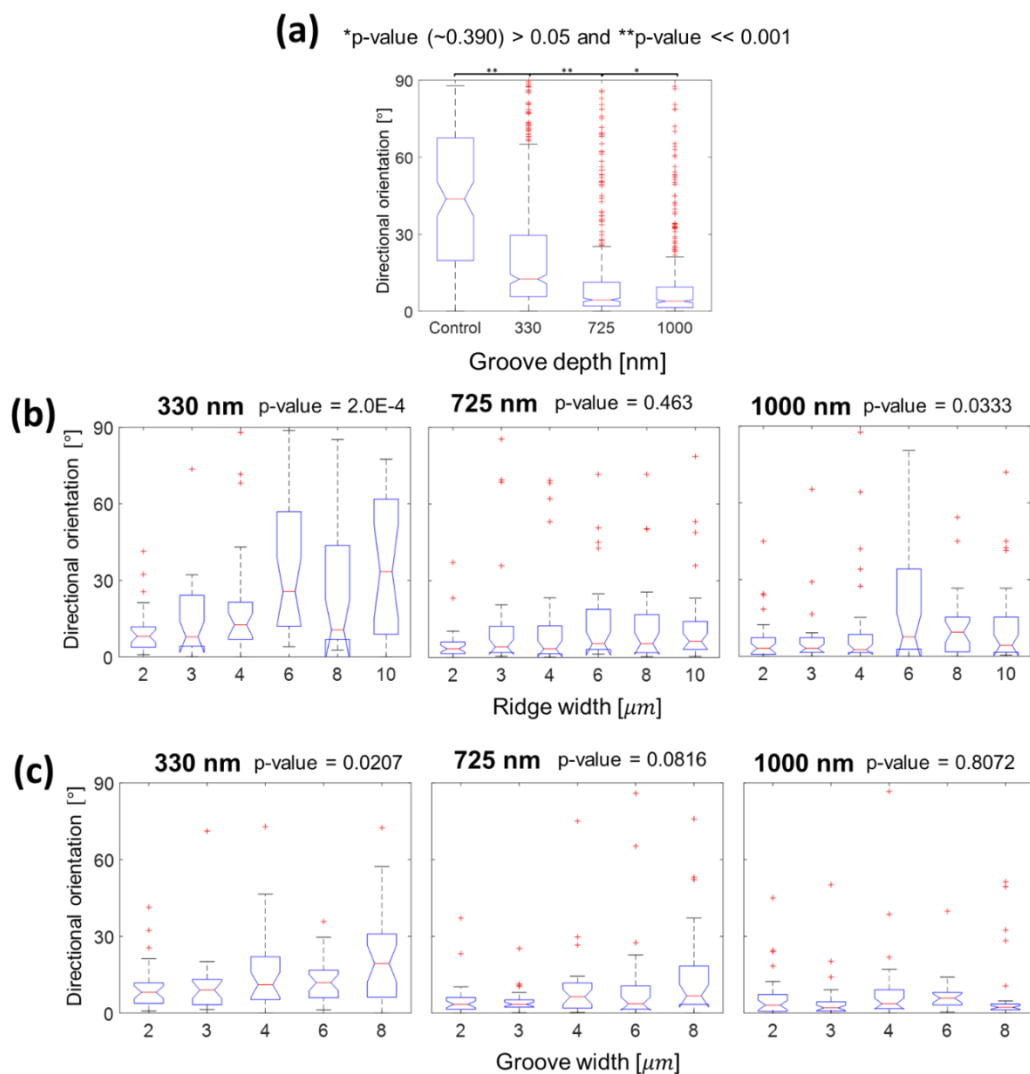 (a) *p-value (~0.390) > 0.05 and **p-value << 0.001
** ** *
Directional orientation [°]
90
60
30
0
Control 330 725 1000
Groove depth [nm]
(b) 330 nm p-value = 2.0E-4 725 nm p-value = 0.463 1000 nm p-value = 0.0333
Directional orientation [°]
90
60
30
0
2 3 4 6 8 10 2 3 4 6 8 10 2 3 4 6 8 10
Ridge width [μm]
(c) 330 nm p-value = 0.0207 725 nm p-value = 0.0816 1000 nm p-value = 0.8072
Directional orientation [°]
90
60
30
0
2 3 4 6 8 2 3 4 6 8 2 3 4 6 8
Groove width [μm]